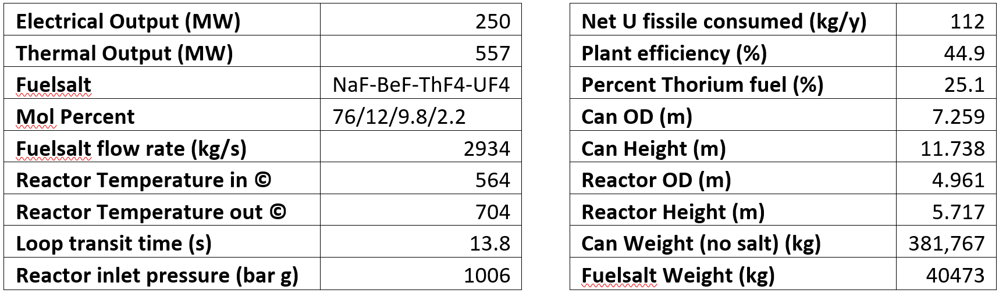 Electrical Output (MW) 250
Thermal Output (MW) 557
Fuelsalt NaF-BeF-ThF4-UF4
Mol Percent 76/12/9.8/2.2
Fuelsalt flow rate (kg/s) 2934
Reactor Temperature in © 564
Reactor Temperature out © 704
Loop transit time (s) 13.8
Reactor inlet pressure (bar g) 1006
Net U fissile consumed (kg/y) 112
Plant efficiency (%) 44.9
Percent Thorium fuel (%) 25.1
Can OD (m) 7.259
Can Height (m) 11.738
Reactor OD (m) 4.961
Reactor Height (m) 5.717
Can Weight (no salt) (kg) 381,767
Fuelsalt Weight (kg) 40473